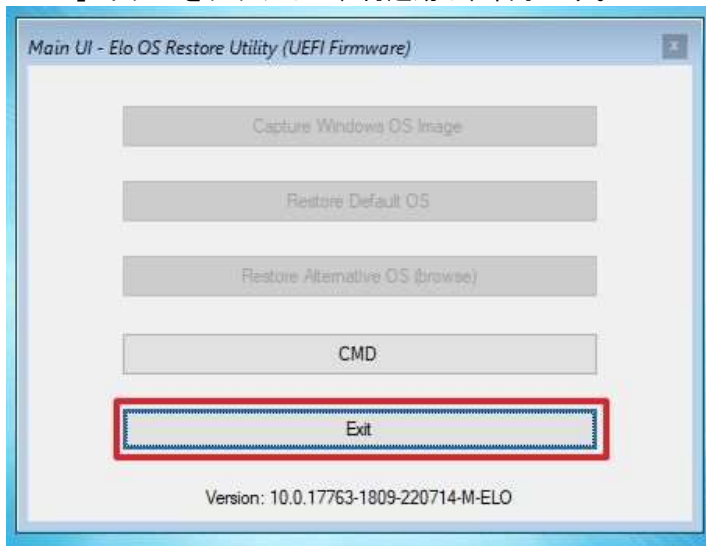 Main UI - Elo OS Restore Utility (UEFI Firmware)
x
Capture Windows OS Image
Restore Default OS
Restore Alternative OS (browse)
CMD
Exit
Version: 10.0.17763-1809-220714-M-ELO